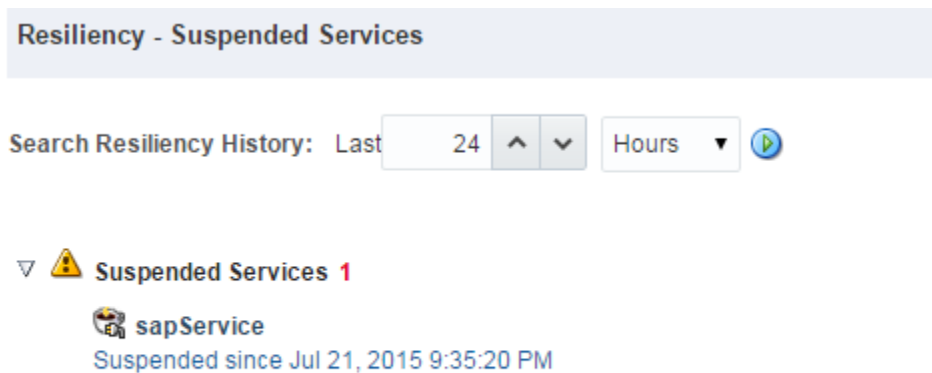 Resiliency - Suspended Services
Search Resiliency History: Last 24 Hours
Suspended Services 1
sapService
Suspended since Jul 21, 2015 9:35:20 PM